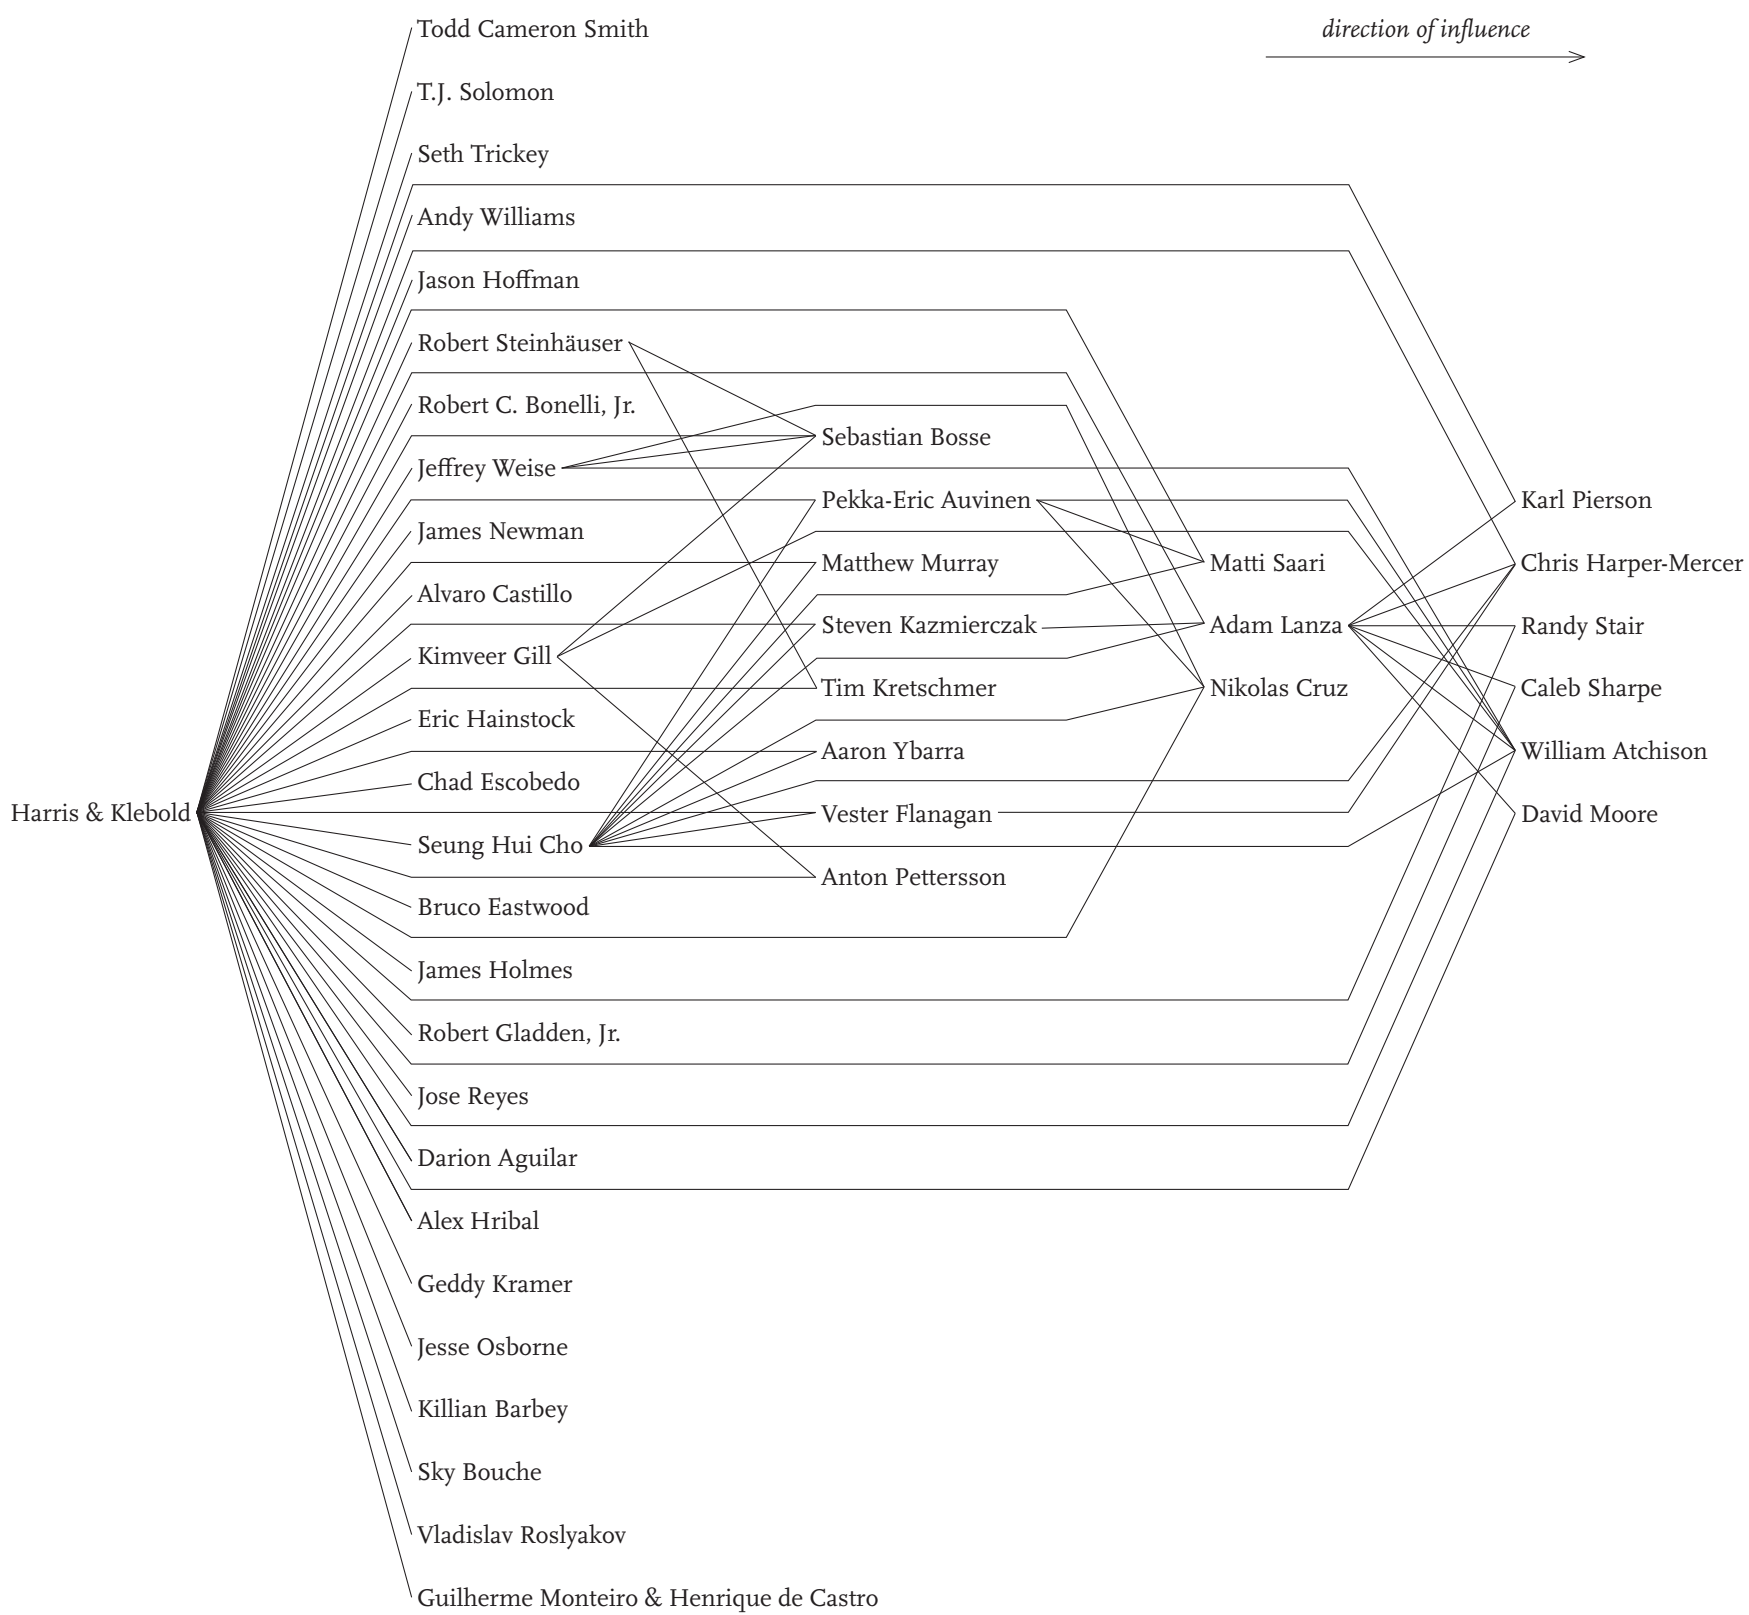 Todd Cameron Smith
direction of influence
T.J. Solomon
Seth Trickey
Andy Williams
Jason Hoffman
Robert Steinhäuser
Robert C. Bonelli, Jr.
Sebastian Bosse
Jeffrey Weise
Pekka-Eric Auvinen
Karl Pierson
James Newman
Matthew Murray
Matti Saari
Chris Harper-Mercer
Alvaro Castillo
Steven Kazmierczak
Adam Lanza
Randy Stair
Kimveer Gill
Tim Kretschmer
Nikolas Cruz
Caleb Sharpe
Eric Hainstock
Aaron Ybarra
William Atchison
Chad Escobedo
Harris & Klebold
Vester Flanagan
David Moore
Seung Hui Cho
Anton Pettersson
Bruco Eastwood
James Holmes
Robert Gladden, Jr.
Jose Reyes
Darion Aguilar
Alex Hribal
Geddy Kramer
Jesse Osborne
Killian Barbey
Sky Bouche
Vladislav Roslyakov
Guilherme Monteiro & Henrique de Castro